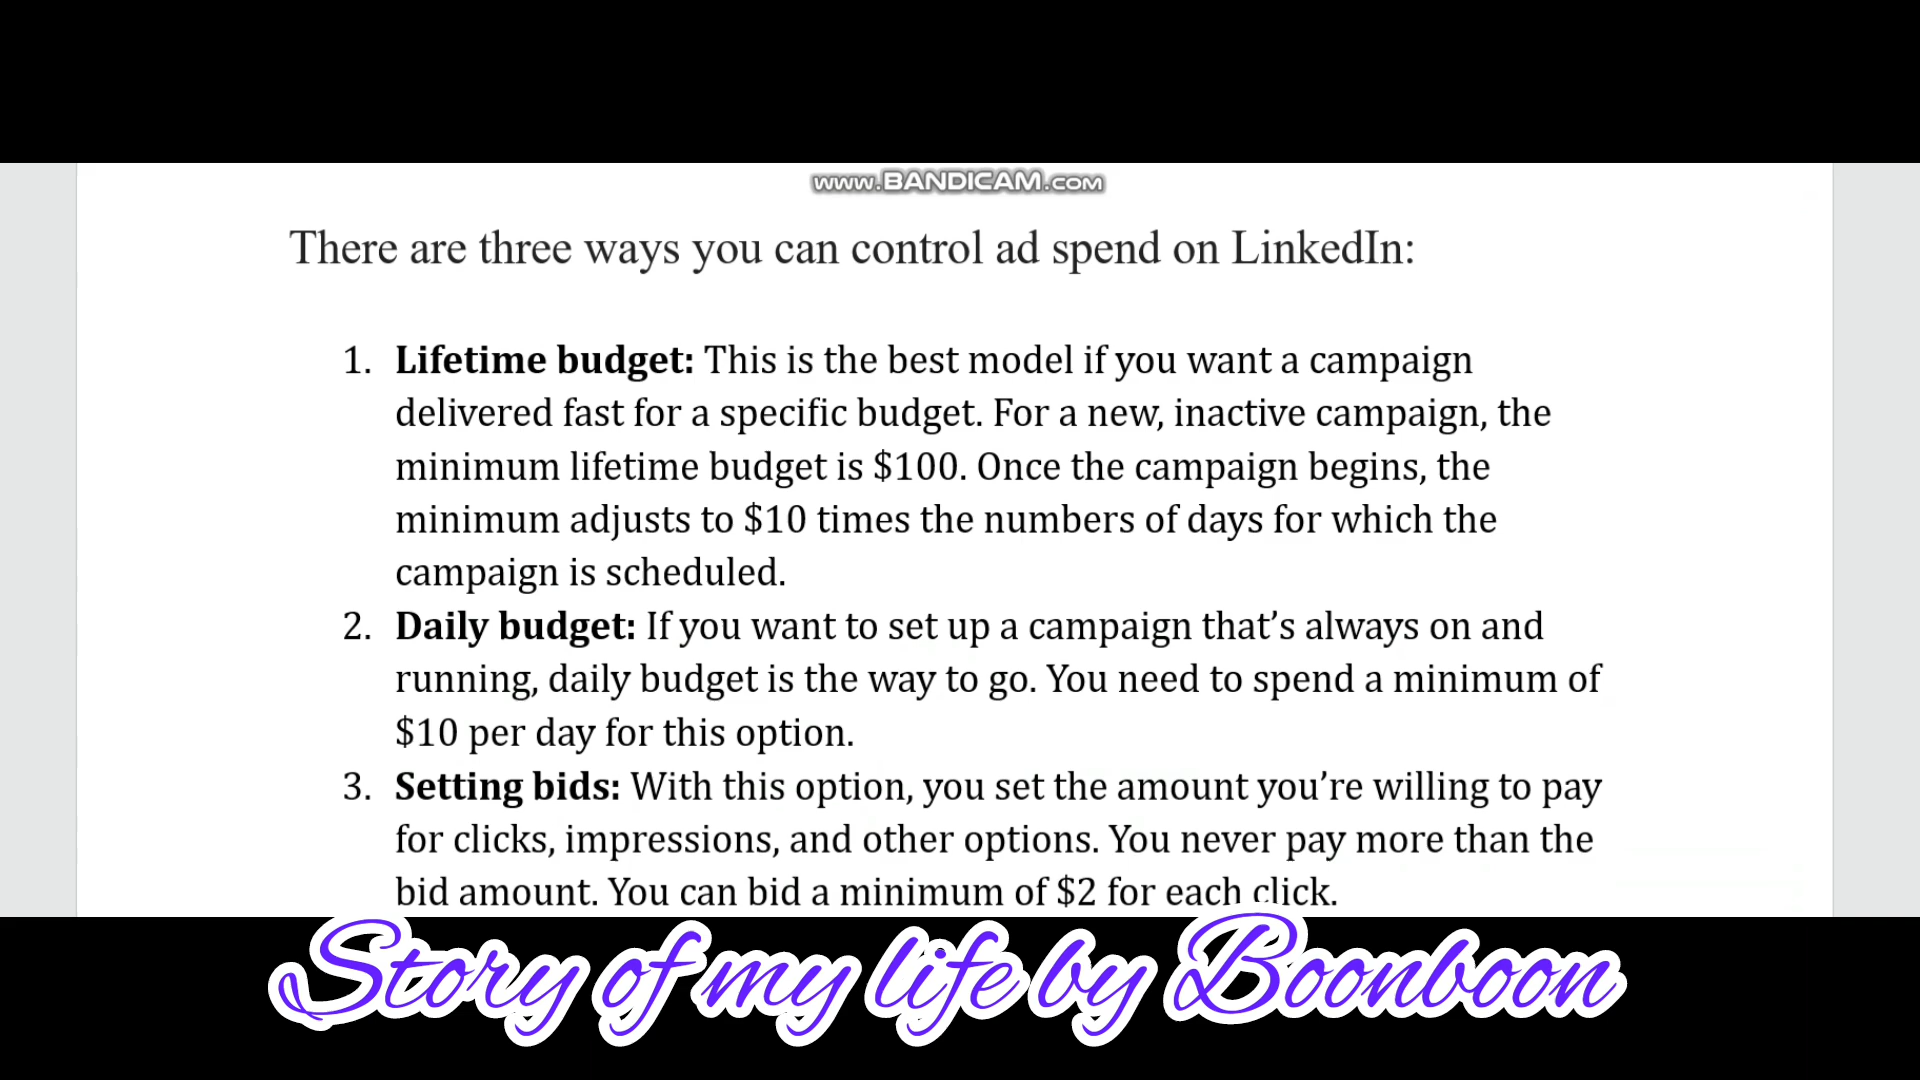 www.BANDICAM.com
There are three ways you can control ad spend on LinkedIn:
1. Lifetime budget: This is the best model if you want a campaign
delivered fast for a specific budget. For a new, inactive campaign, the
minimum lifetime budget is $100. Once the campaign begins, the
minimum adjusts to $10 times the numbers of days for which the
campaign is scheduled.
2. Daily budget: If you want to set up a campaign that’s always on and
running, daily budget is the way to go. You need to spend a minimum of
$10 per day for this option.
3. Setting bids: With this option, you set the amount you’re willing to pay
for clicks, impressions, and other options. You never pay more than the
bid amount. You can bid a minimum of $2 for each click.
Story of my life by Boonboon